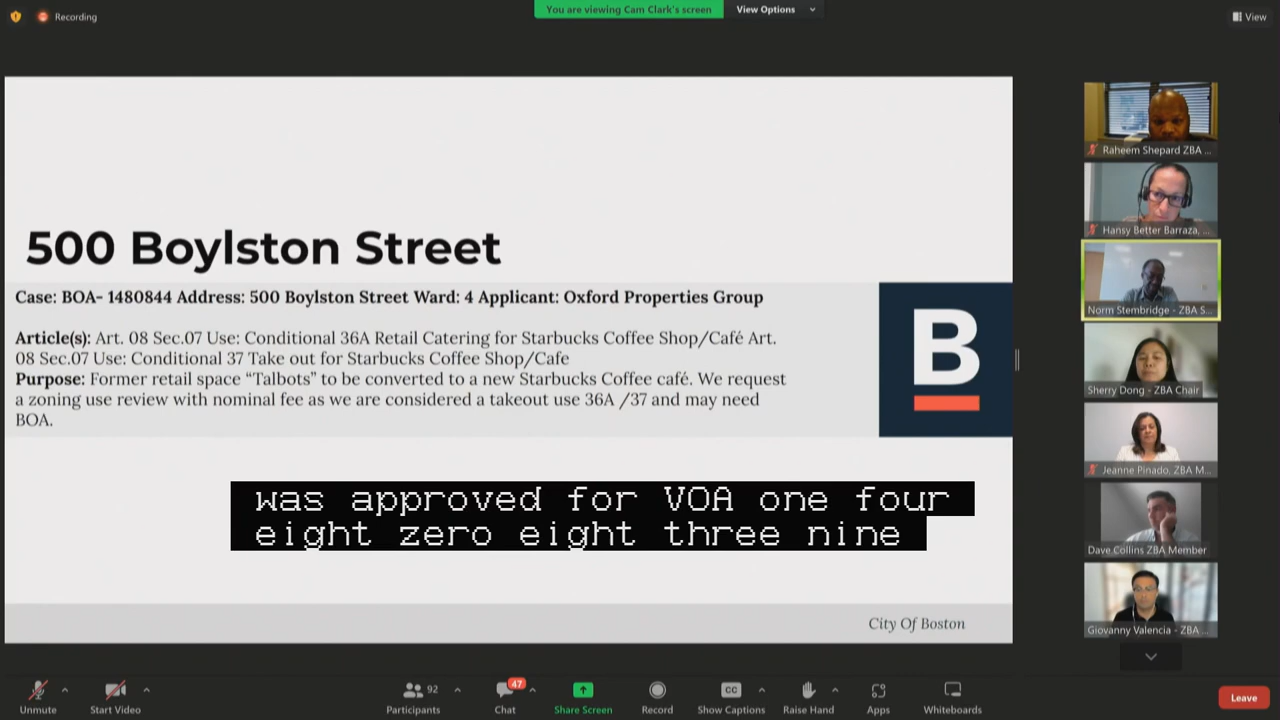 Recording
You are viewing Cam Clark's screen
View Options
View
500 Boylston Street
Case: BOA- 1480844 Address: 500 Boylston Street Ward: 4 Applicant: Oxford Properties Group
Article(s): Art. 08 Sec.07 Use: Conditional 36A Retail Catering for Starbucks Coffee Shop/Café Art.
08 Sec.07 Use: Conditional 37 Take out for Starbucks Coffee Shop/Cafe
Purpose: Former retail space “Talbots” to be converted to a new Starbucks Coffee café. We request
a zoning use review with nominal fee as we are considered a takeout use 36A /37 and may need
BOA.
B
was approved for VOA one four
eight zero eight three nine
City Of Boston
Raheem Shepard ZBA ...
Hansy Better Barraza, ...
Norm Stembridge - ZBA S...
Sherry Dong - ZBA Chair
Jeanne Pinado, ZBA M...
Dave Collins ZBA Member
Giovanny Valencia - ZBA ...
Unmute
Start Video
92
Participants
47
Chat
Share Screen
Record
CC
Show Captions
Raise Hand
Apps
Whiteboards
Leave